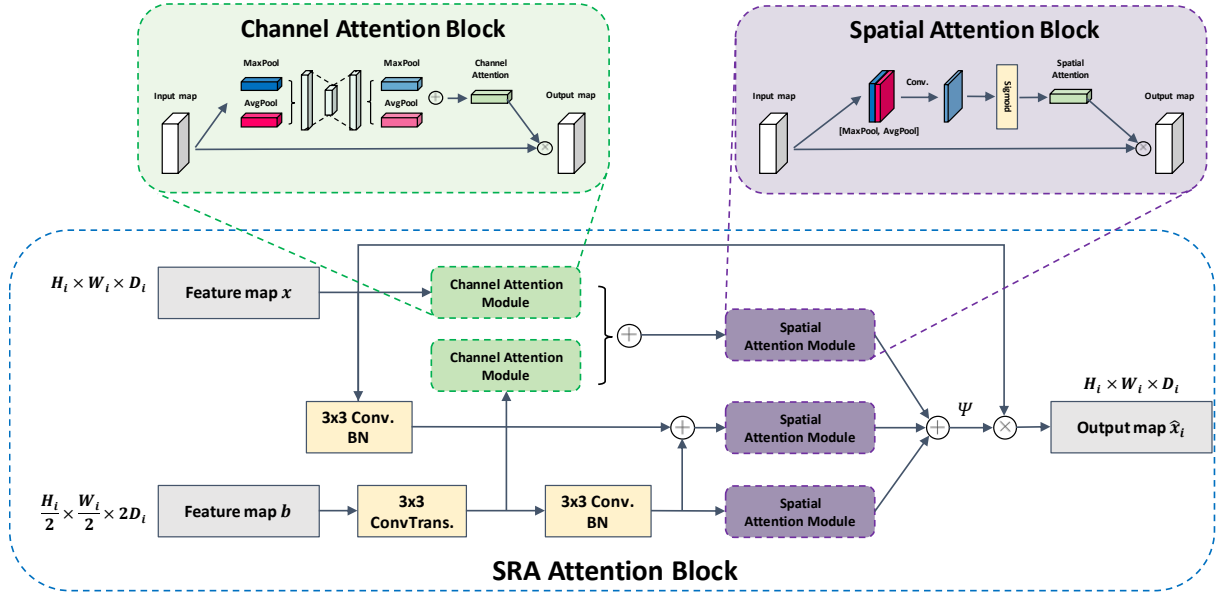 Channel Attention Block
MaxPool
AvgPool
MaxPool
AvgPool
Channel
Attention
Input map
Output map
Spatial Attention Block
Input map
[MaxPool, AvgPool]
Conv.
Sigmoid
Spatial
Attention
Output map
H_i × W_i × D_i
Feature map x
Channel Attention
Module
Channel Attention
Module
Spatial
Attention Module
3x3 Conv.
BN
Spatial
Attention Module
Ψ
H_i × W_i × D_i
Output map x̂_i
H_i/2 × W_i/2 × 2D_i
Feature map b
3x3
ConvTrans.
3x3 Conv.
BN
Spatial
Attention Module
SRA Attention Block